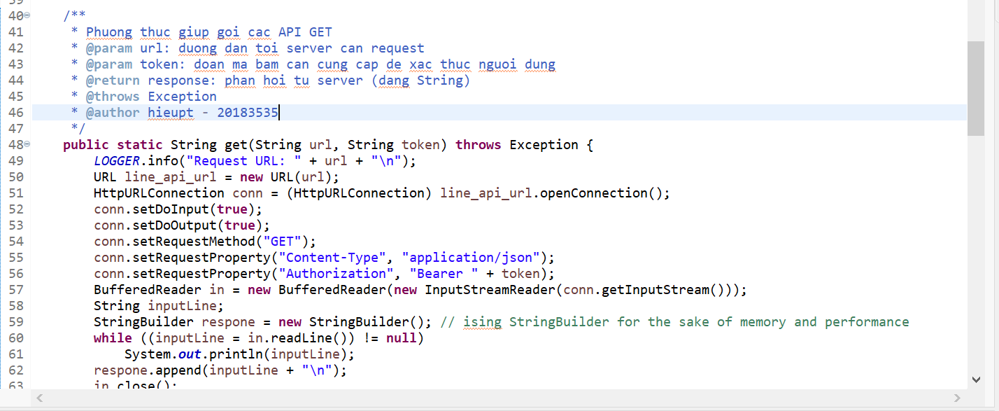 39
40 /**
41 * Phuong thuc giup goi cac API GET
42 * @param url: duong dan toi server can request
43 * @param token: doan ma bam can cung cap de xac thuc nguoi dung
44 * @return response: phan hoi tu server (dang String)
45 * @throws Exception
46 * @author hieupt - 20183535
47 */
48 public static String get(String url, String token) throws Exception {
49 LOGGER.info("Request URL: " + url + "\n");
50 URL line_api_url = new URL(url);
51 HttpURLConnection conn = (HttpURLConnection) line_api_url.openConnection();
52 conn.setDoInput(true);
53 conn.setDoOutput(true);
54 conn.setRequestMethod("GET");
55 conn.setRequestProperty("Content-Type", "application/json");
56 conn.setRequestProperty("Authorization", "Bearer " + token);
57 BufferedReader in = new BufferedReader(new InputStreamReader(conn.getInputStream()));
58 String inputLine;
59 StringBuilder respone = new StringBuilder(); // ising StringBuilder for the sake of memory and performance
60 while ((inputLine = in.readLine()) != null)
61 System.out.println(inputLine);
62 respone.append(inputLine + "\n");
63 in.close();